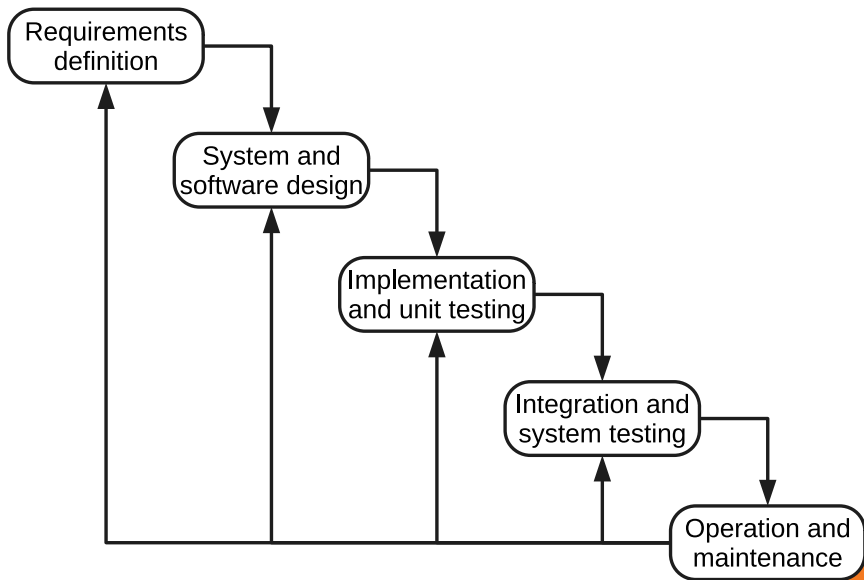 Requirements
definition
System and
software design
Implementation
and unit testing
Integration and
system testing
Operation and
maintenance